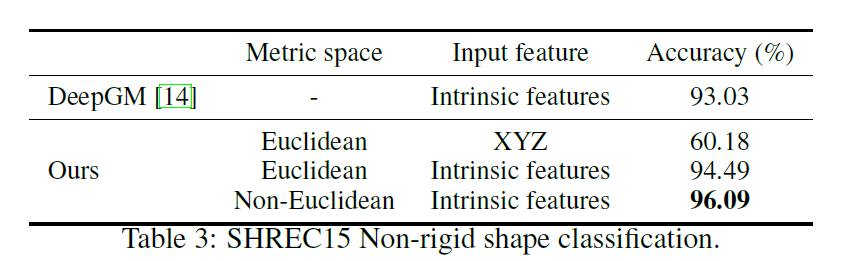 Metric space Input feature Accuracy (%)
DeepGM [14] - Intrinsic features 93.03
Euclidean XYZ 60.18
Ours Euclidean Intrinsic features 94.49
Non-Euclidean Intrinsic features 96.09
Table 3: SHREC15 Non-rigid shape classification.